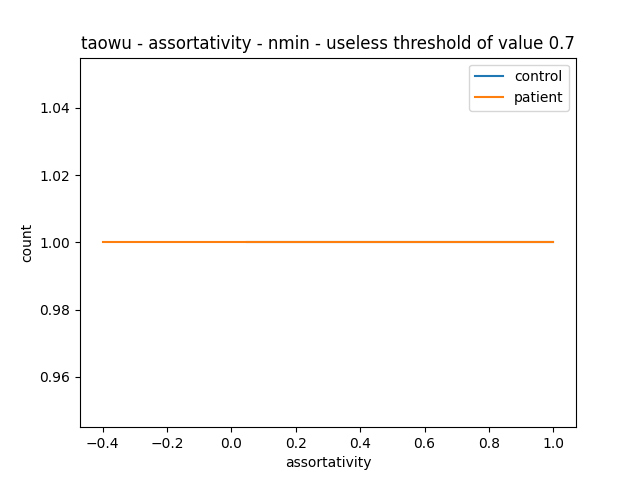 taowu - assortativity - nmin - useless threshold of value 0.7
control
patient
1.04
1.02
1.00
0.98
0.96
count
−0.4
−0.2
0.0
0.2
0.4
0.6
0.8
1.0
assortativity